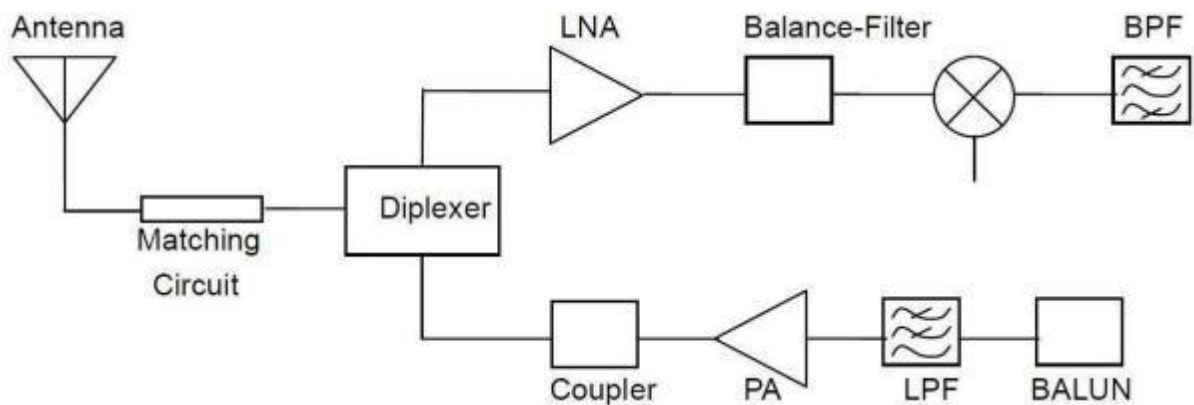 Antenna
LNA
Balance-Filter
BPF
Diplexer
Matching
Circuit
Coupler
PA
LPF
BALUN